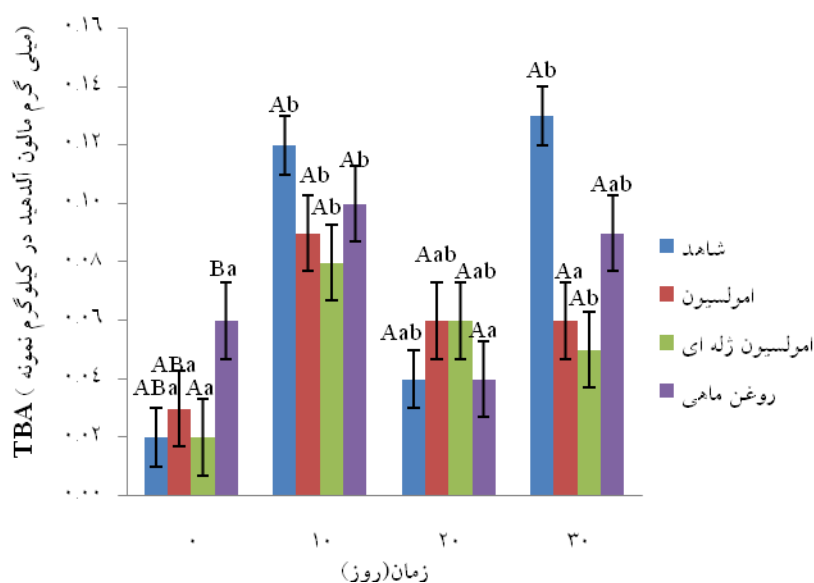 TBA ( میلی گرم مالون آلدهید در کیلوگرم نمونه)
۰.۱۶
۰.۱۴
۰.۱۲
۰.۱۰
۰.۰۸
۰.۰۶
۰.۰۴
۰.۰۲
۰.۰۰
ABa
ABa
Aa
Ba
Ab
Ab
Ab
Ab
Aab
Aab
Aab
Aa
Ab
Aa
Ab
Aab
۰
۱۰
۲۰
۳۰
زمان(روز)
شاهد
امولسیون
امولسیون ژله ای
روغن ماهی